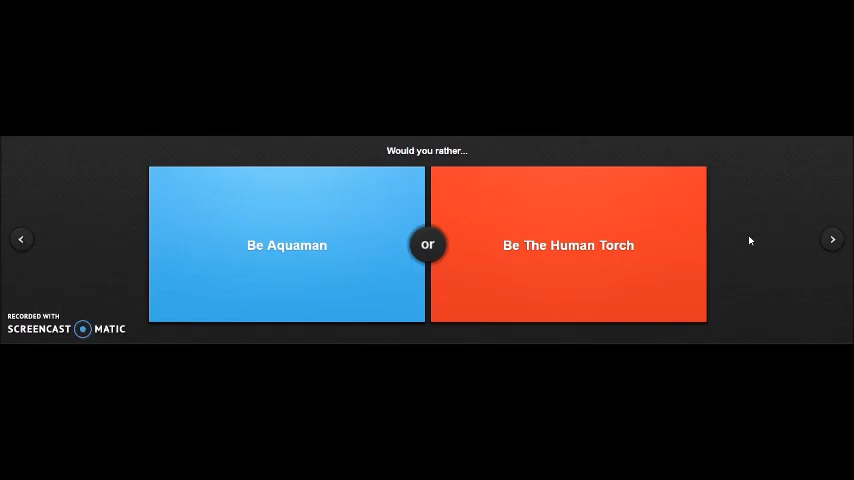 Would you rather...
Be Aquaman
or
Be The Human Torch
RECORDED WITH
SCREENCAST MATIC